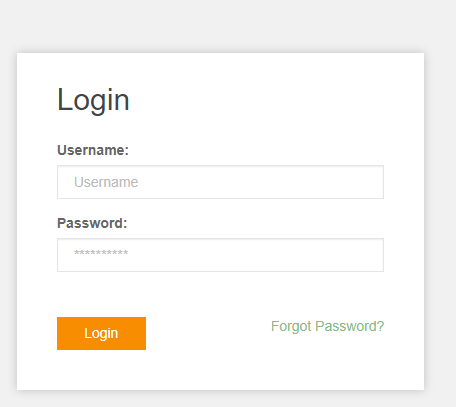 Login
Username:
Username
Password:
**********
Login
Forgot Password?